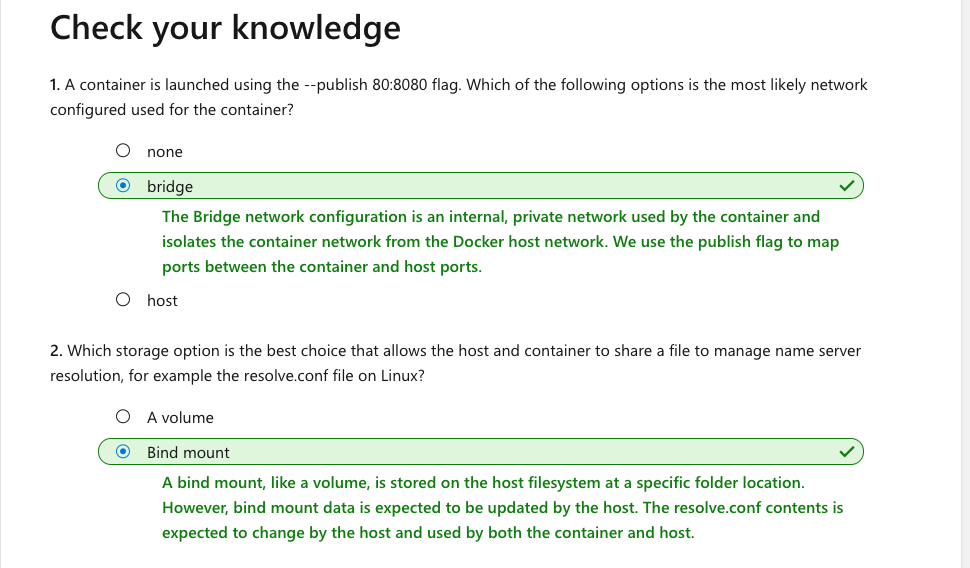 Check your knowledge
1. A container is launched using the --publish 80:8080 flag. Which of the following options is the most likely network
configured used for the container?
none
bridge
The Bridge network configuration is an internal, private network used by the container and
isolates the container network from the Docker host network. We use the publish flag to map
ports between the container and host ports.
host
2. Which storage option is the best choice that allows the host and container to share a file to manage name server
resolution, for example the resolve.conf file on Linux?
A volume
Bind mount
A bind mount, like a volume, is stored on the host filesystem at a specific folder location.
However, bind mount data is expected to be updated by the host. The resolve.conf contents is
expected to change by the host and used by both the container and host.